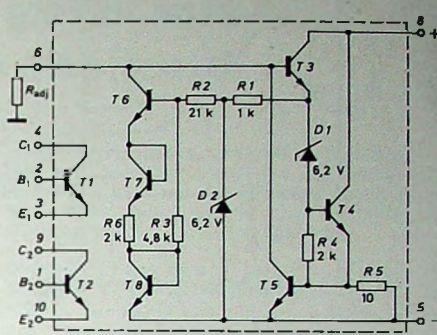 8 +
6
T3
R adj
T6
R2
R1
21 k
1 k
4
C1
D1
T7
2
B1
T1
D2
6,2 V
T4
3
E1
R6
R3
6,2 V
2 k
4,8 k
R4
9
C2
2 k
R5
1
B2
T2
T8
T5
10
10
E2
5 -